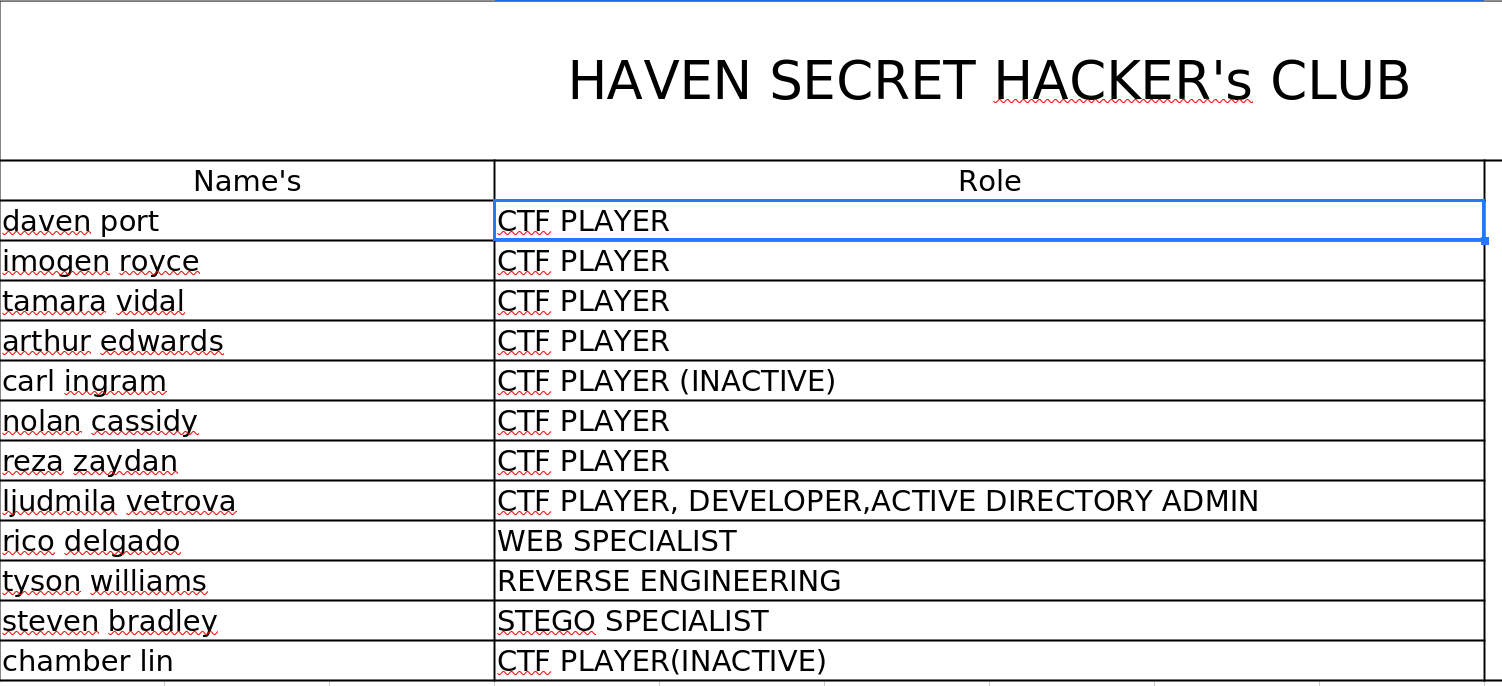 HAVEN SECRET HACKER's CLUB
Name's Role
daven port CTF PLAYER
imogen royce CTF PLAYER
tamara vidal CTF PLAYER
arthur edwards CTF PLAYER
carl ingram CTF PLAYER (INACTIVE)
nolan cassidy CTF PLAYER
reza zaydan CTF PLAYER
ljudmila vetrova CTF PLAYER, DEVELOPER,ACTIVE DIRECTORY ADMIN
rico delgado WEB SPECIALIST
tyson williams REVERSE ENGINEERING
steven bradley STEGO SPECIALIST
chamber lin CTF PLAYER(INACTIVE)